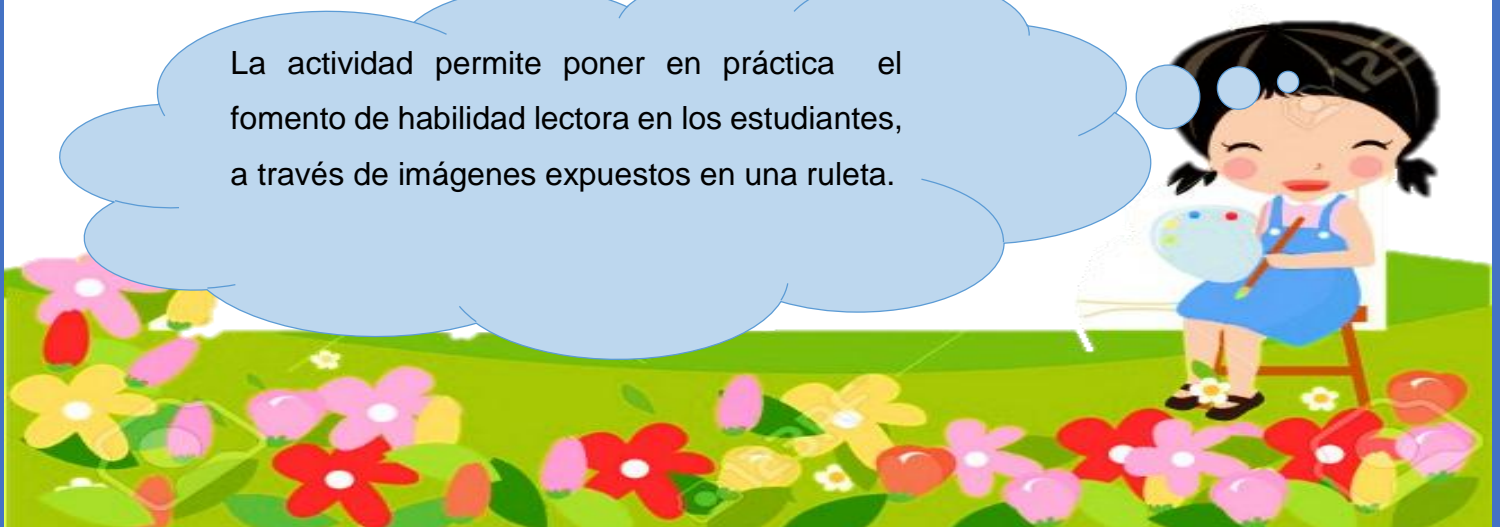 La actividad permite poner en práctica el
fomento de habilidad lectora en los estudiantes,
a través de imágenes expuestos en una ruleta.